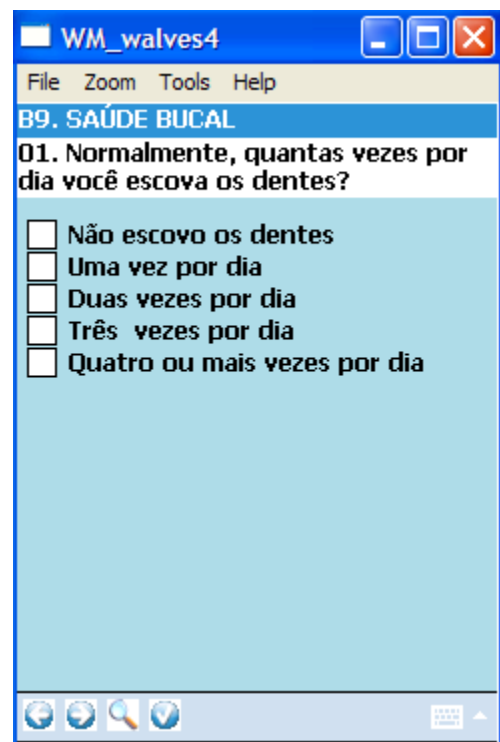 WM_walves4
File Zoom Tools Help
B9. SAÚDE BUCAL
01. Normalmente, quantas vezes por
dia você escova os dentes?
Não escovo os dentes
Uma vez por dia
Duas vezes por dia
Três  vezes por dia
Quatro ou mais vezes por dia